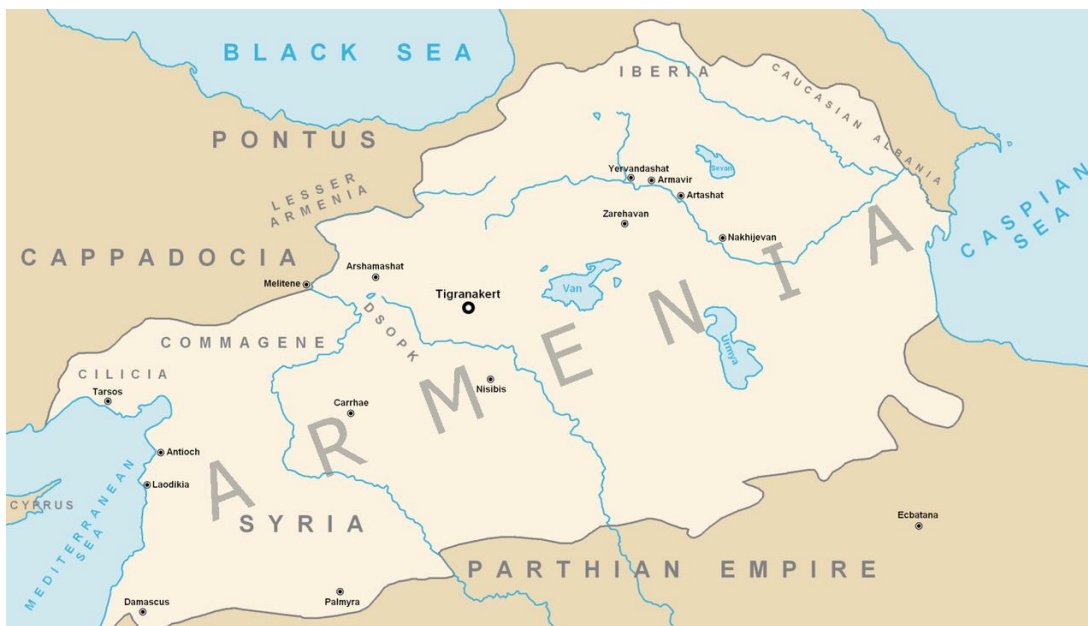 BLACK SEA
IBERIA
CAUCASIAN ALBANIA
PONTUS
LESSER
ARMENIA
Yervandashat
Armavir
Sevan
Artashat
Zarehavan
Nakhijevan
CASPIAN
SEA
CAPPADOCIA
Melitene
Arshamashat
Tigranakert
Van
Urmya
DSOPK
COMMAGENE
CILICIA
Tarsos
Nisibis
Carrhae
ARMENIA
Antioch
Laodikia
CYPRUS
MEDITERRANEAN
SEA
SYRIA
Ecbatana
PARTHIAN EMPIRE
Damascus
Palmyra